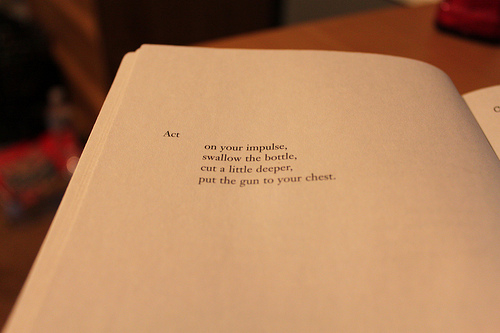 Act
on your impulse,
swallow the bottle,
cut a little deeper,
put the gun to your chest.